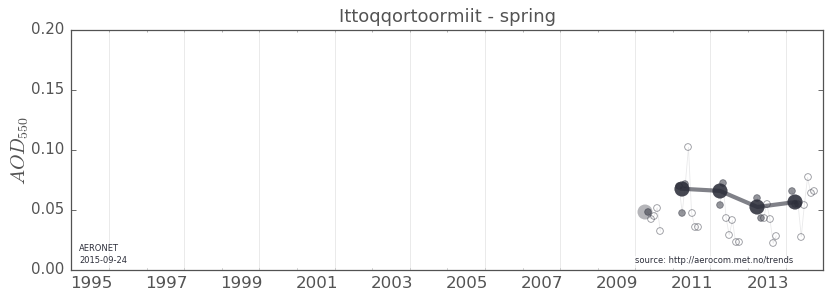 Ittoqqortoormiit - spring
0.20
0.15
0.10
0.05
0.00
AOD550
AERONET
2015-09-24
source: http://aerocom.met.no/trends
1995 1997 1999 2001 2003 2005 2007 2009 2011 2013